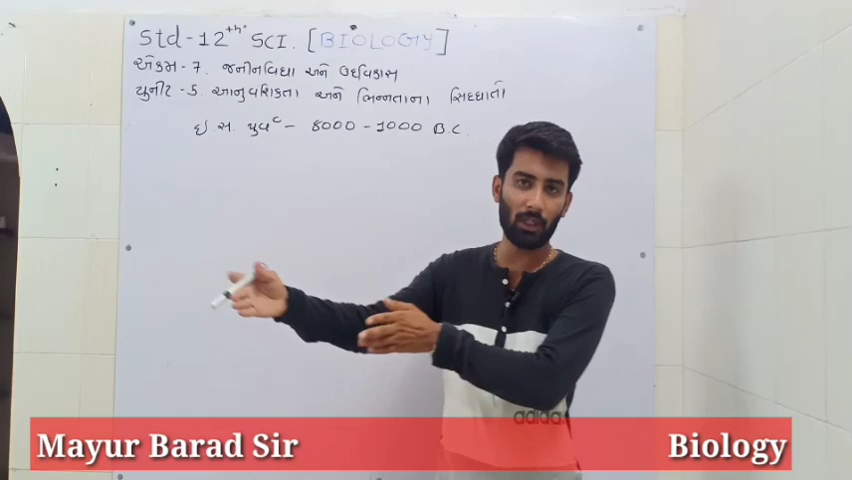 Std-12th SCI. [BIOLOGY]
એકમ-7. જનીનવિદ્યા અને ઉદ્દવિકાસ
યુનીટ -5. આનુવંશિકતા અને ભિન્નતાના સિદ્ધાતો
ઇ.સ. પુર્વ - 8000 - 1000 B.C.
adidas
Mayur Barad Sir
Biology